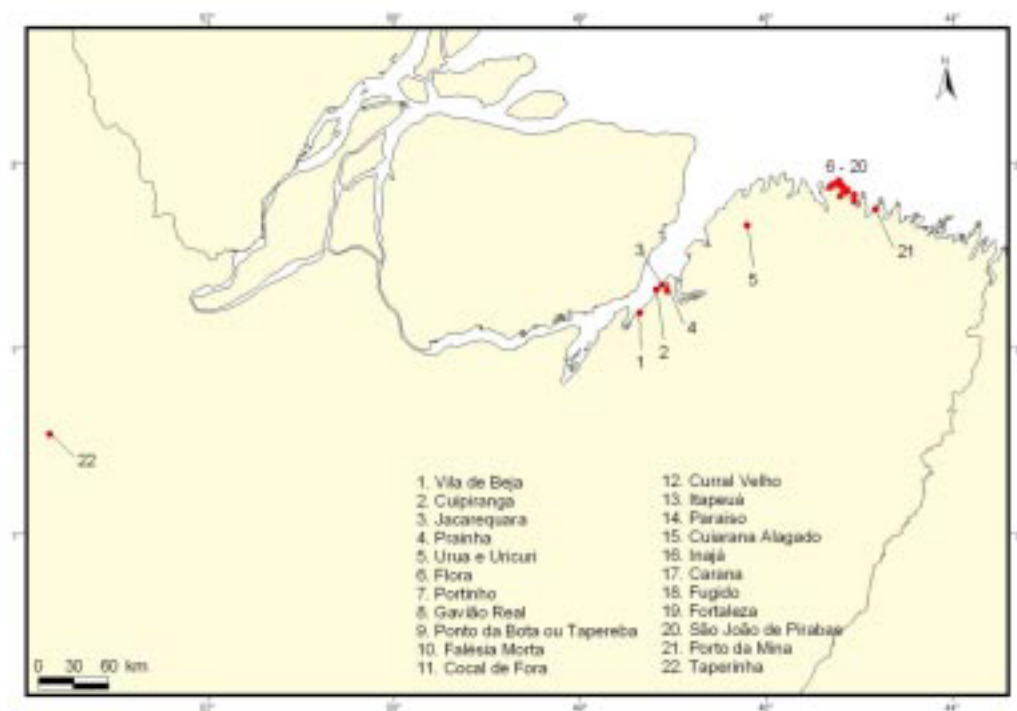 N
6 - 20
3
21
5
4
1
2
22
1. Vila de Beja
2. Cuipiranga
3. Jacarequara
4. Prainha
5. Urua e Uricuri
6. Flora
7. Portinho
8. Gavião Real
9. Ponto da Bota ou Tapereba
10. Falésia Morta
11. Cocal de Fora
12. Curral Velho
13. Itapeuá
14. Paraiso
15. Cuiarana Alagado
16. Inajá
17. Carana
18. Fugido
19. Fortaleza
20. São João de Pirabas
21. Porto da Mina
22. Taperinha
0 30 60 km